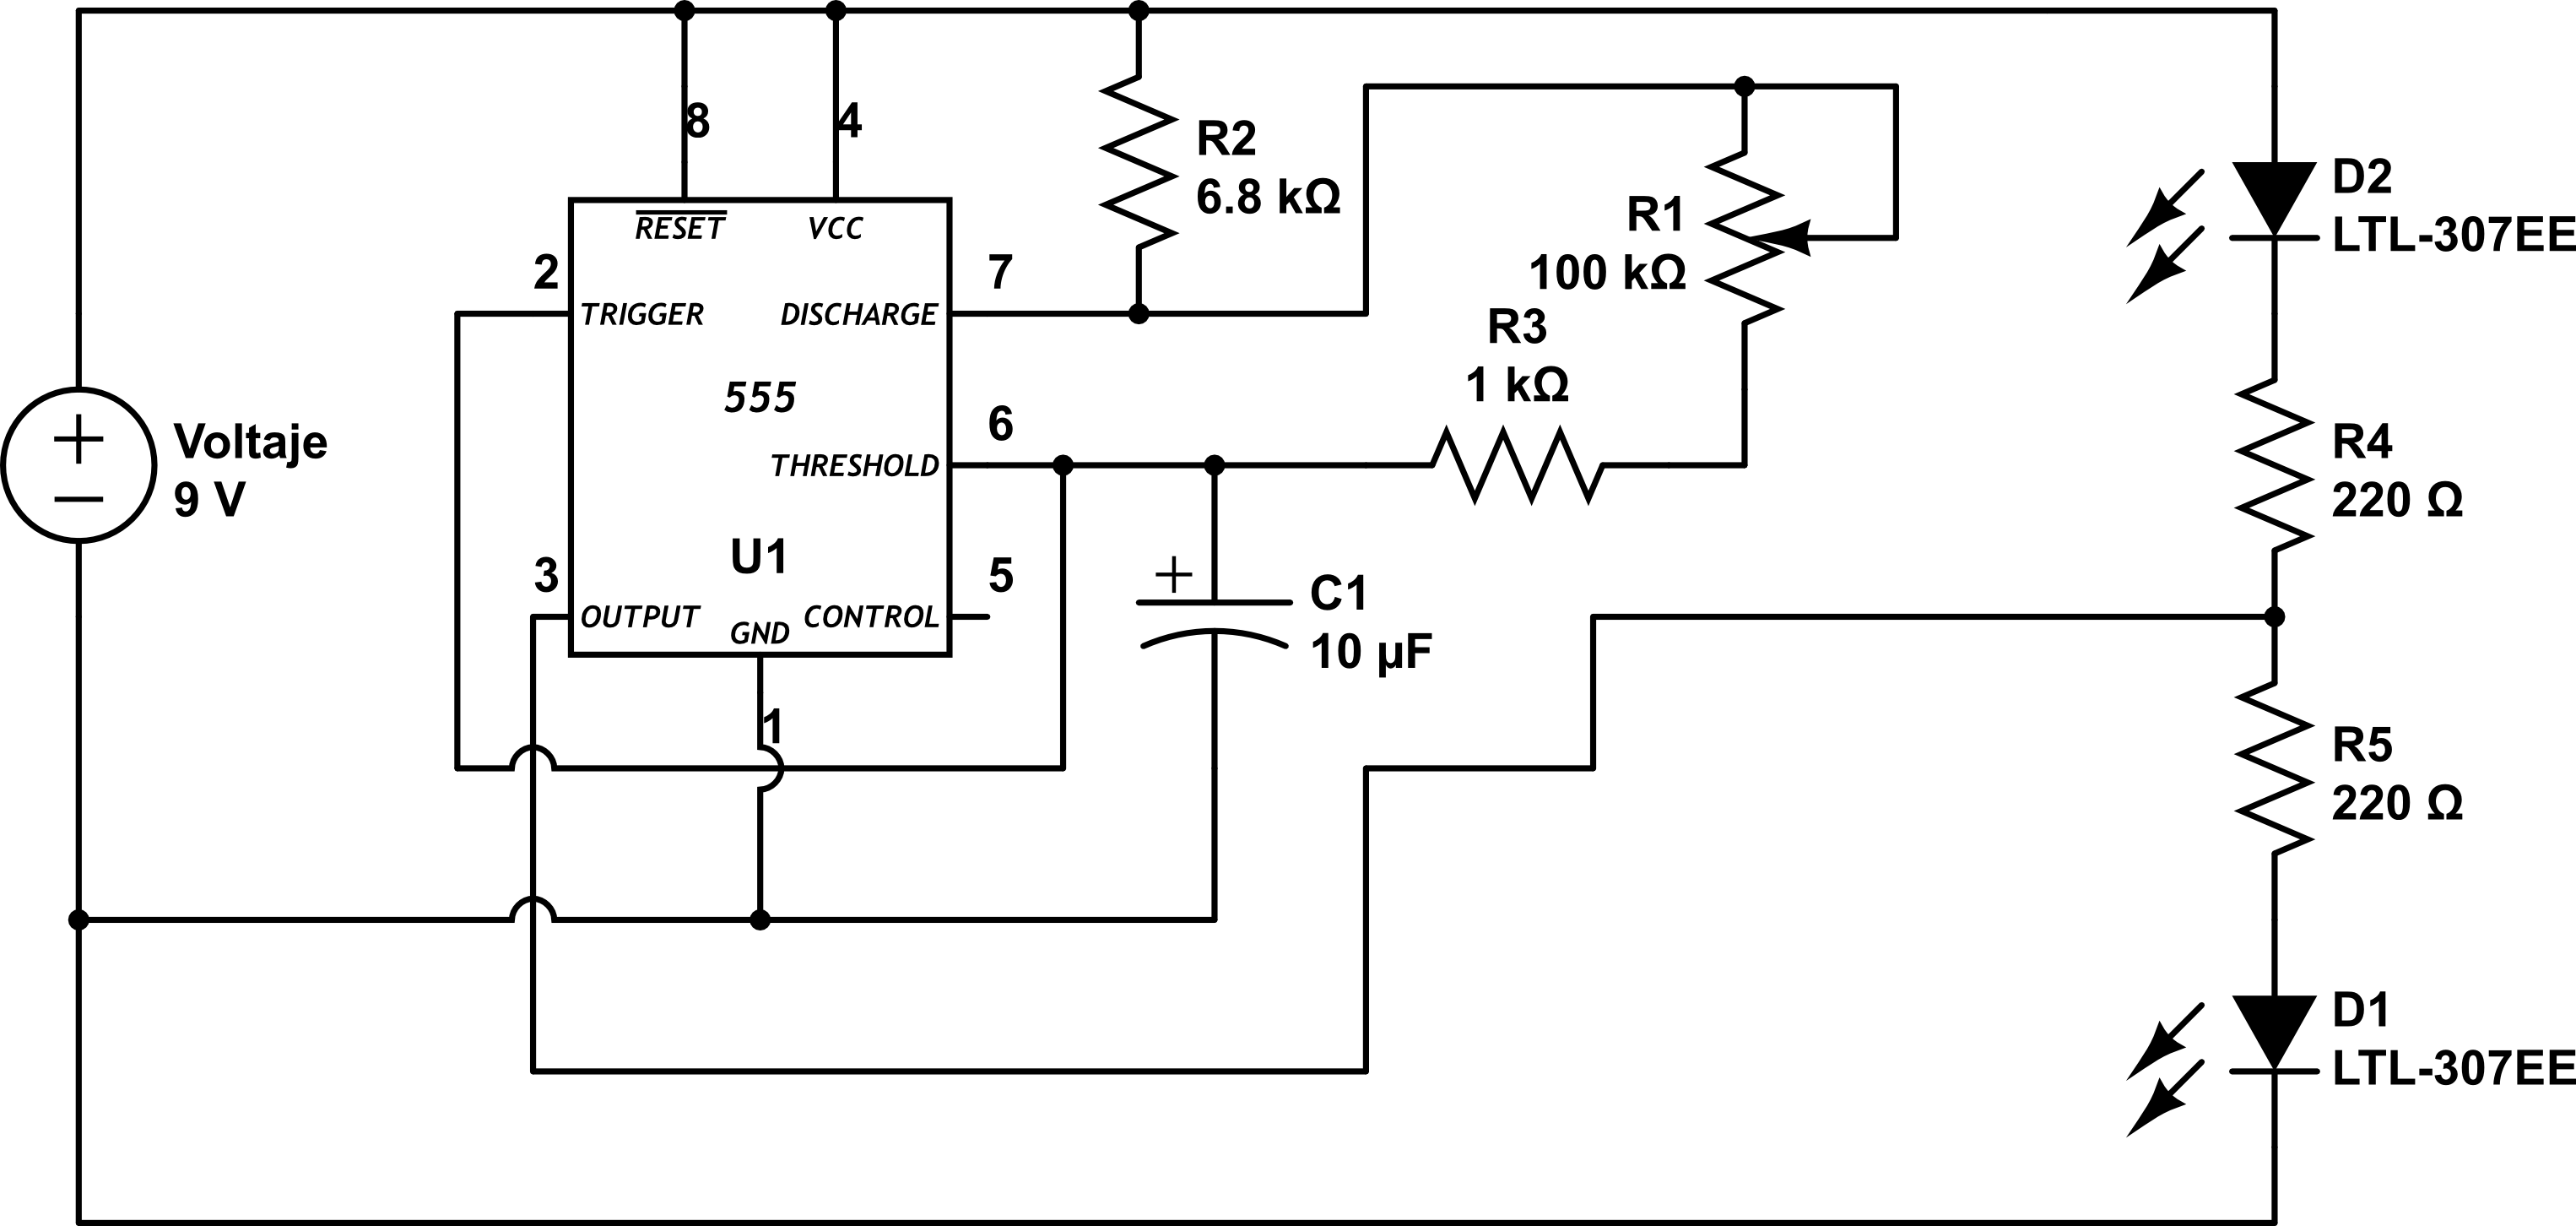 8
4
R2
6.8 kΩ
R1
100 kΩ
D2
LTL-307EE
RESET
VCC
2
7
TRIGGER
DISCHARGE
R3
1 kΩ
555
Voltaje
9 V
6
THRESHOLD
R4
220 Ω
U1
3
5
OUTPUT
GND
CONTROL
C1
10 µF
1
R5
220 Ω
D1
LTL-307EE